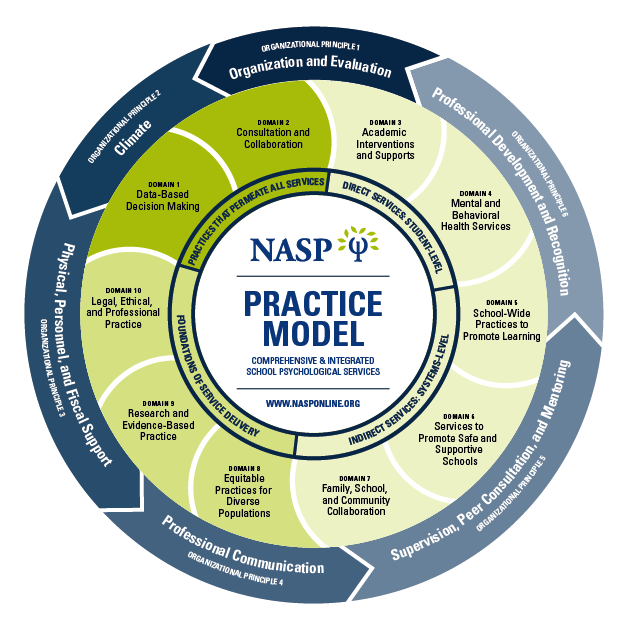 ORGANIZATIONAL PRINCIPLE 1
Organization and Evaluation
ORGANIZATIONAL PRINCIPLE 2
Climate
ORGANIZATIONAL PRINCIPLE 6
Professional Development and Recognition
DOMAIN 2
Consultation and
Collaboration
DOMAIN 3
Academic
Interventions
and Supports
DOMAIN 1
Data-Based
Decision Making
DOMAIN 4
Mental and
Behavioral
Health Services
PRACTICES THAT PERMEATE ALL SERVICES
DIRECT SERVICES: STUDENT-LEVEL
NASP
PRACTICE
MODEL
COMPREHENSIVE & INTEGRATED
SCHOOL PSYCHOLOGICAL SERVICES
WWW.NASPONLINE.ORG
DOMAIN 10
Legal, Ethical,
and Professional
Practice
DOMAIN 5
School-Wide
Practices to
Promote Learning
FOUNDATIONS OF SERVICE DELIVERY
INDIRECT SERVICES: SYSTEMS-LEVEL
DOMAIN 9
Research and
Evidence-Based
Practice
DOMAIN 6
Services to
Promote Safe and
Supportive
Schools
DOMAIN 8
Equitable
Practices for
Diverse
Populations
DOMAIN 7
Family, School,
and Community
Collaboration
Physical, Personnel, and Fiscal Support
ORGANIZATIONAL PRINCIPLE 3
Supervision, Peer Consultation, and Mentoring
ORGANIZATIONAL PRINCIPLE 5
Professional Communication
ORGANIZATIONAL PRINCIPLE 4